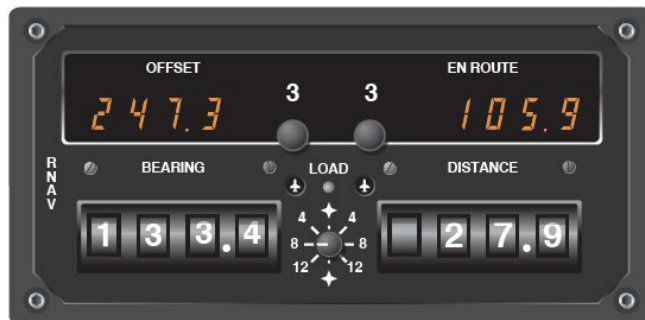 OFFSET
EN ROUTE
3 3
247.3
105.9
RNAV
BEARING
LOAD
DISTANCE
133.4
27.9
4 4
8 8
12 12